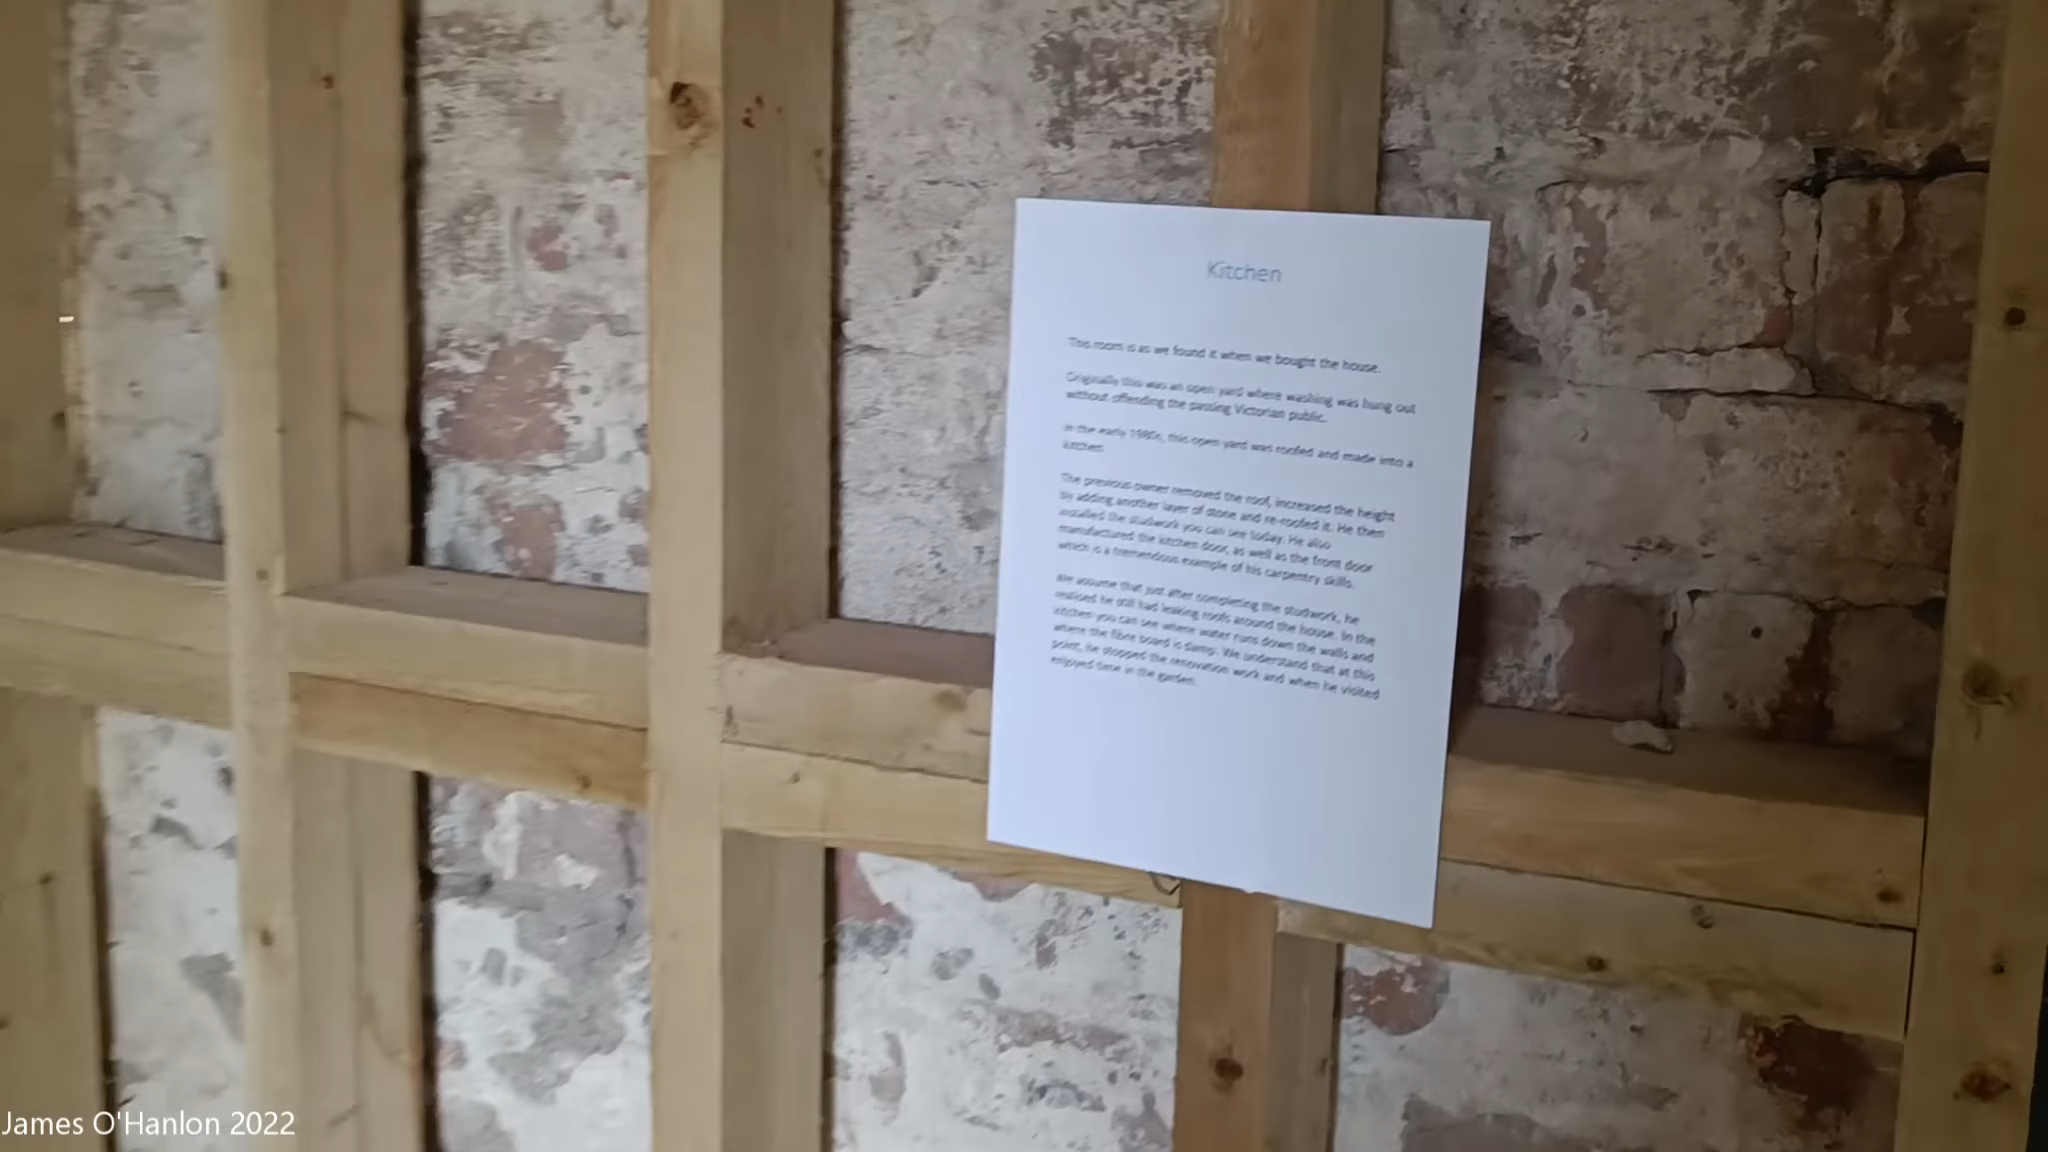 Kitchen
This room is as we found it when we bought the house.
Originally this was an open yard where washing was hung out
without offending the passing Victorian public.
In the early 1980s, this open yard was roofed and made into a
kitchen.
The previous owner removed the roof, increased the height
by adding another layer of stone and re-roofed it. He then
installed the studwork you can see today. He also
manufactured the kitchen door, as well as the front door
which is a tremendous example of his carpentry skills.
We assume that just after completing the studwork, he
realised he still had leaking roofs around the house. In the
kitchen you can see where water runs down the walls and
where the fibre board is damp. We understand that at this
point, he stopped the renovation work and when he visited
enjoyed time in the garden.
James O'Hanlon 2022